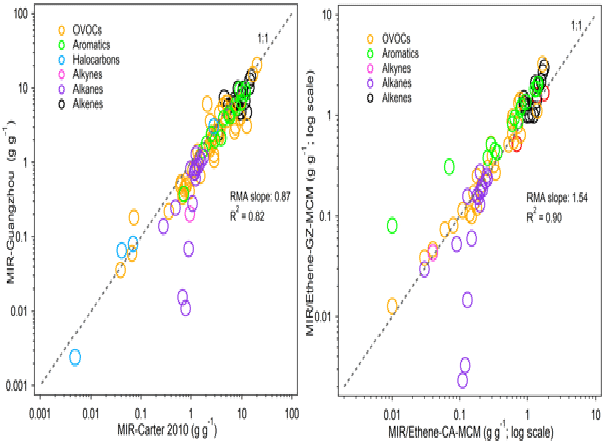 OVOCs
Aromatics
Halocarbons
Alkynes
Alkanes
Alkenes
1:1
RMA slope: 0.87
R² = 0.82
MIR-Guangzhou (g g⁻¹)
100
10
1
0.1
0.01
0.001
0.001
0.01
0.1
1
10
100
MIR-Carter 2010 (g g⁻¹)
OVOCs
Aromatics
Alkynes
Alkanes
Alkenes
1:1
RMA slope: 1.54
R² = 0.90
MIR/Ethene-GZ-MCM (g g⁻¹; log scale)
10
1
0.1
0.01
0.01
0.1
1
10
MIR/Ethene-CA-MCM (g g⁻¹; log scale)